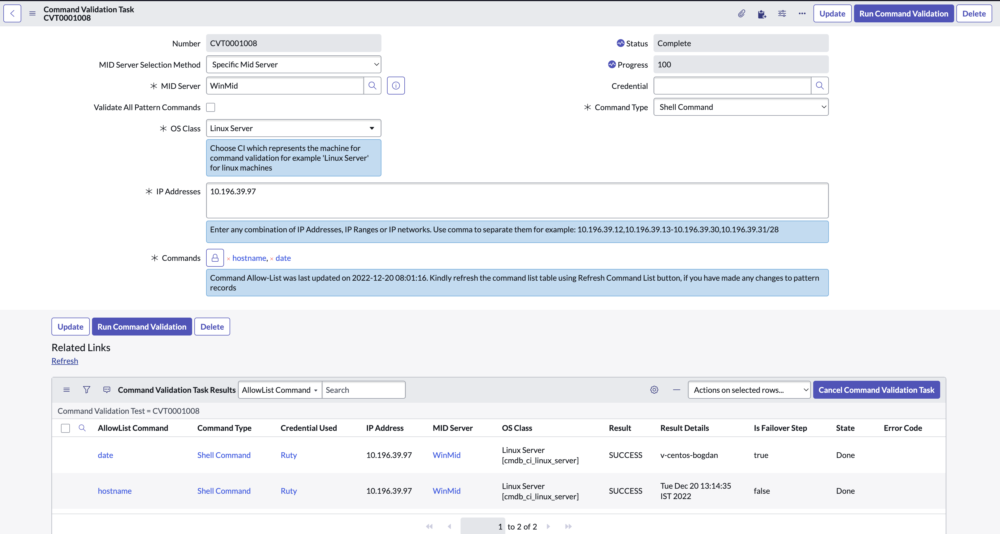 Command Validation Task
CVT0001008
Update
Run Command Validation
Delete
Number
CVT0001008
Status
Complete
MID Server Selection Method
Specific Mid Server
Progress
100
MID Server
WinMid
Credential
Validate All Pattern Commands
Command Type
Shell Command
OS Class
Linux Server
Choose CI which represents the machine for
command validation for example 'Linux Server'
for linux machines
IP Addresses
10.196.39.97
Enter any combination of IP Addresses, IP Ranges or IP networks. Use comma to separate them for example: 10.196.39.12,10.196.39.13-10.196.39.30,10.196.39.31/28
Commands
× hostname, × date
Command Allow-List was last updated on 2022-12-20 08:01:16. Kindly refresh the command list table using Refresh Command List button, if you have made any changes to pattern
records
Update
Run Command Validation
Delete
Related Links
Refresh
Command Validation Task Results
AllowList Command
Search
Actions on selected rows...
Cancel Command Validation Task
Command Validation Test = CVT0001008
AllowList Command
Command Type
Credential Used
IP Address
MID Server
OS Class
Result
Result Details
Is Failover Step
State
Error Code
date
Shell Command
Ruty
10.196.39.97
WinMid
Linux Server
[cmdb_ci_linux_server]
SUCCESS
v-centos-bogdan
true
Done
hostname
Shell Command
Ruty
10.196.39.97
WinMid
Linux Server
[cmdb_ci_linux_server]
SUCCESS
Tue Dec 20 13:14:35
IST 2022
false
Done
1 to 2 of 2